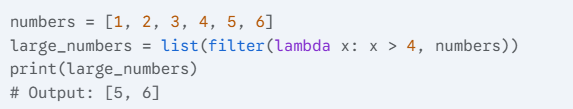 numbers = [1, 2, 3, 4, 5, 6]
large_numbers = list(filter(lambda x: x > 4, numbers))
print(large_numbers)
# Output: [5, 6]